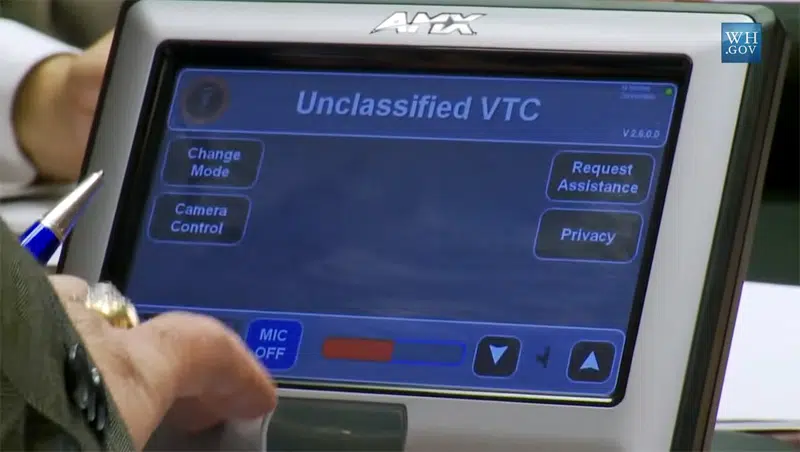 AMX
WH
.GOV
Unclassified VTC
V 2.6.0.0
Change
Mode
Request
Assistance
Camera
Control
Privacy
MIC
OFF